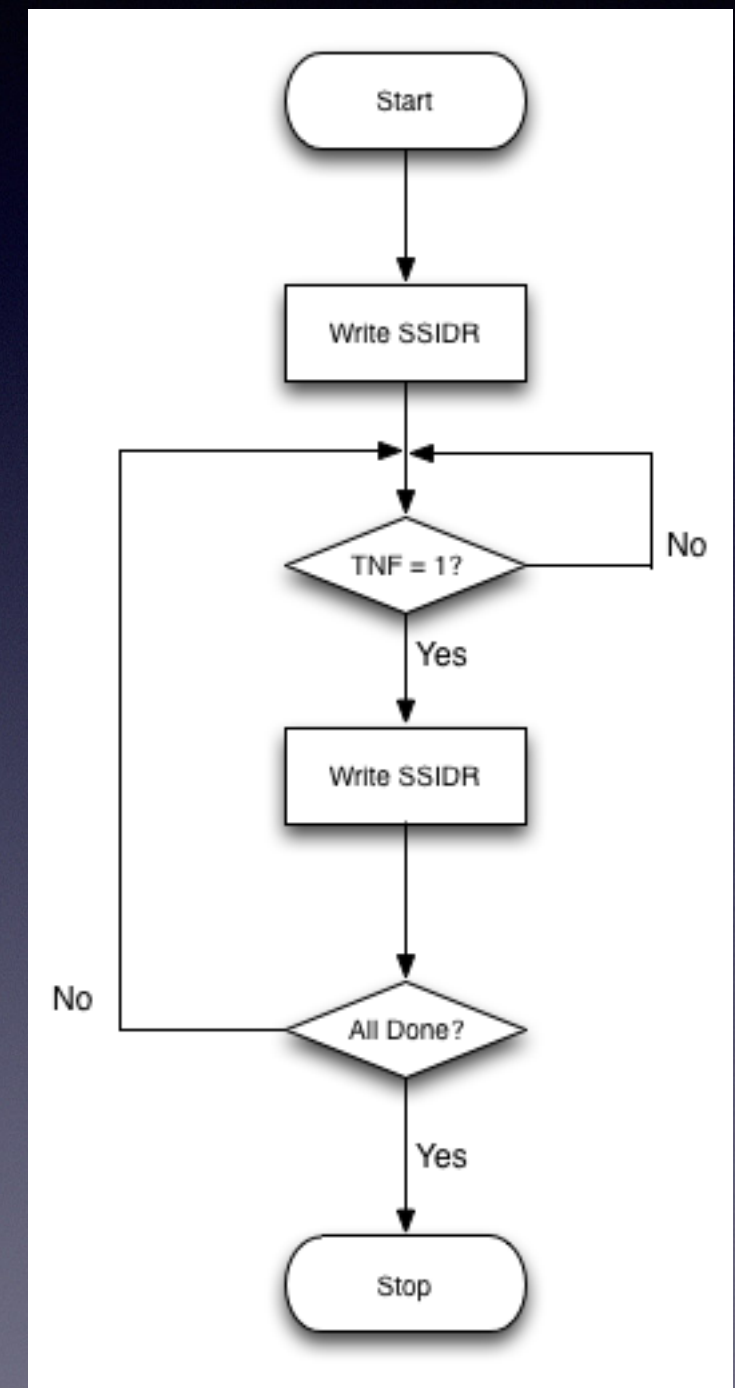 Start
Write SSIDR
TNF = 1?
No
Yes
Write SSIDR
No
All Done?
Yes
Stop